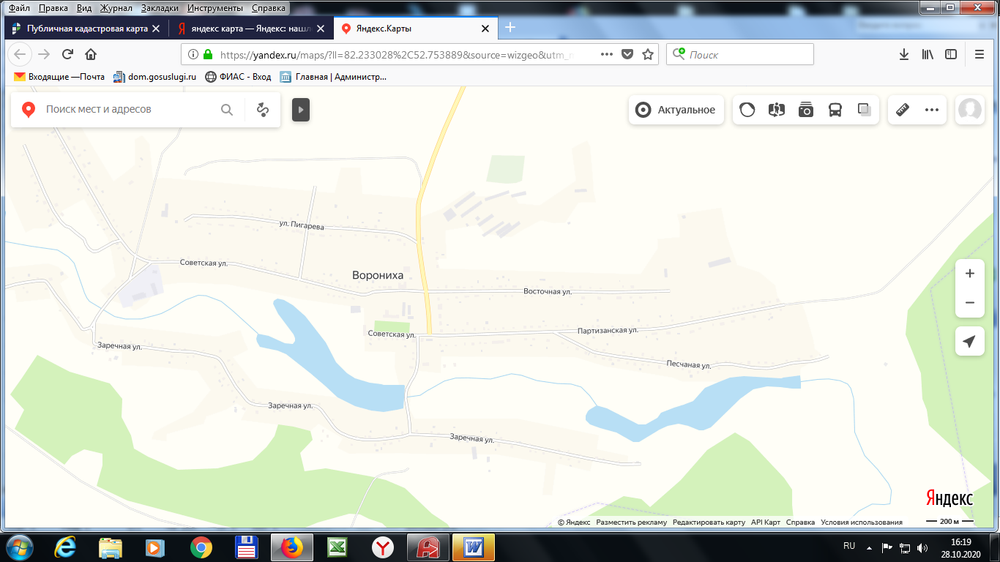 Файл Правка Вид Журнал Закладки Инструменты Справка
Публичная кадастровая карта
яндекс карта — Яндекс: нашл
Яндекс.Карты
https://yandex.ru/maps/?ll=82.233028%2C52.753889&source=wizgeo&utm_
Поиск
Входящие —Почта
dom.gosuslugi.ru
ФИАС - Вход
Главная | Администр...
Поиск мест и адресов
Актуальное
ул. Пигарева
Советская ул.
Ворониха
Восточная ул.
Советская ул.
Партизанская ул.
Заречная ул.
Песчаная ул.
Заречная ул.
Заречная ул.
Яндекс
© Яндекс Разместить рекламу Редактировать карту API Карт Справка Условия использования
200 м
RU
16:19
28.10.2020